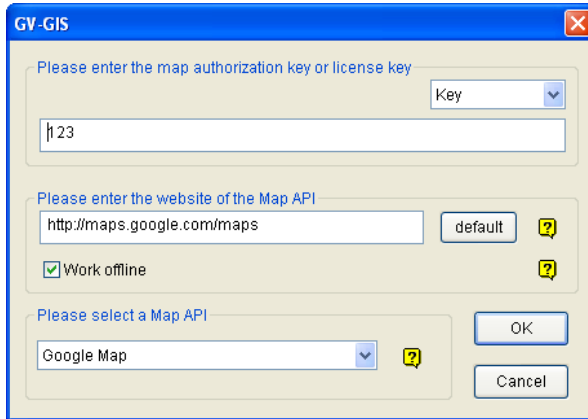 GV-GIS
Please enter the map authorization key or license key
Key
123
Please enter the website of the Map API
http://maps.google.com/maps
default
?
Work offline
?
Please select a Map API
Google Map
?
OK
Cancel